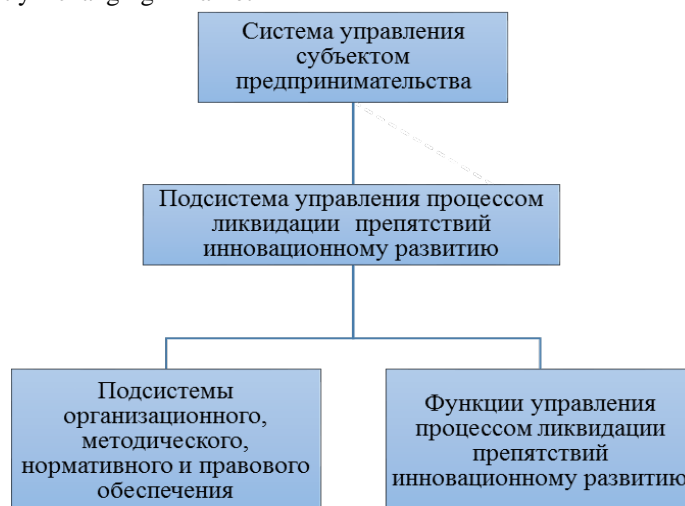 Система управления
субъектом
предпринимательства
Подсистема управления процессом
ликвидации препятствий
инновационному развитию
Подсистемы
организационного,
методического,
нормативного и правового
обеспечения
Функции управления
процессом ликвидации
препятствий
инновационному развитию